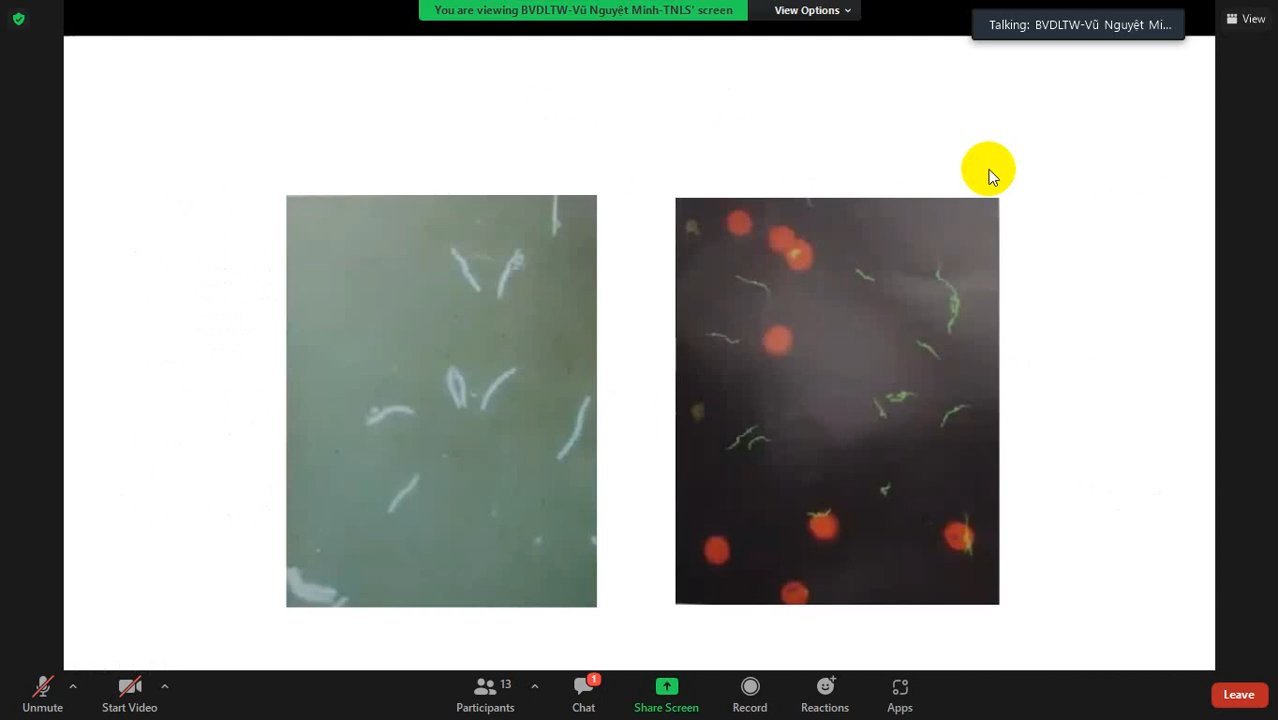 You are viewing BVDLTW-Vũ Nguyệt Minh-TNLS' screen
View Options
Talking: BVDLTW-Vũ Nguyệt Mi...
View
Unmute
Start Video
13
Participants
1
Chat
Share Screen
Record
Reactions
Apps
Leave